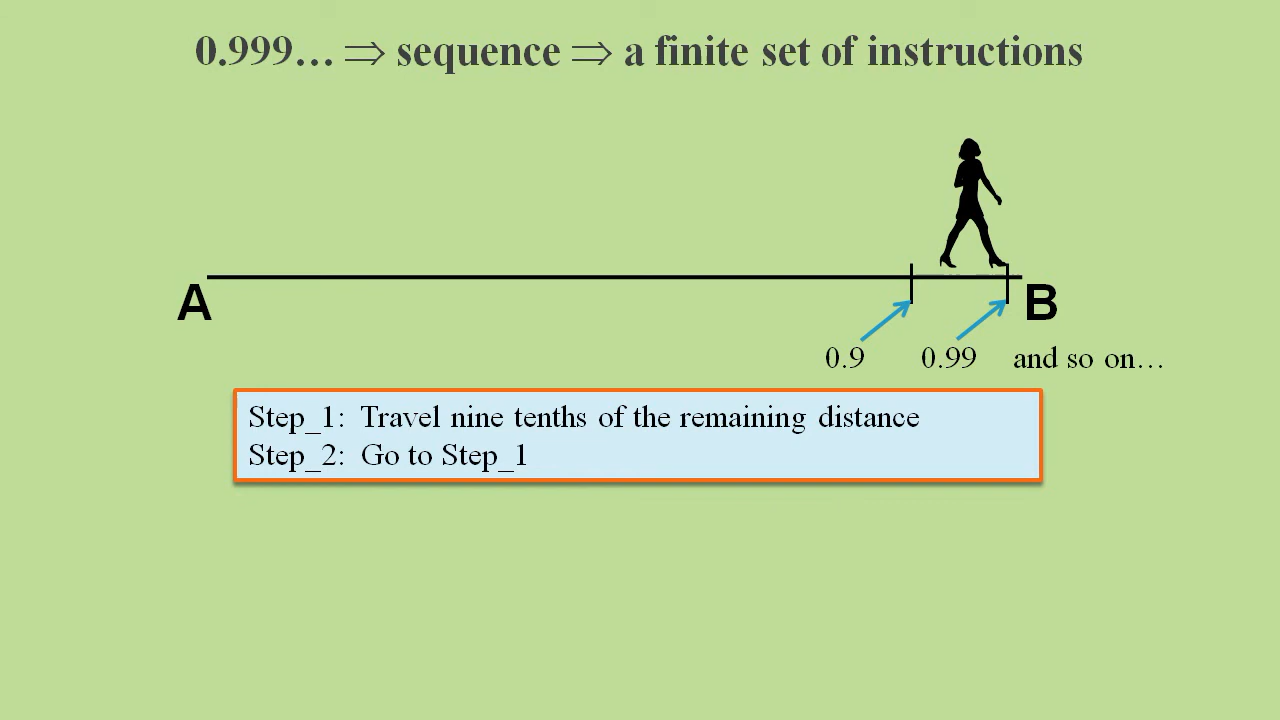 0.999… ⇒ sequence ⇒ a finite set of instructions
A
B
0.9 0.99 and so on…
Step_1: Travel nine tenths of the remaining distance
Step_2: Go to Step_1